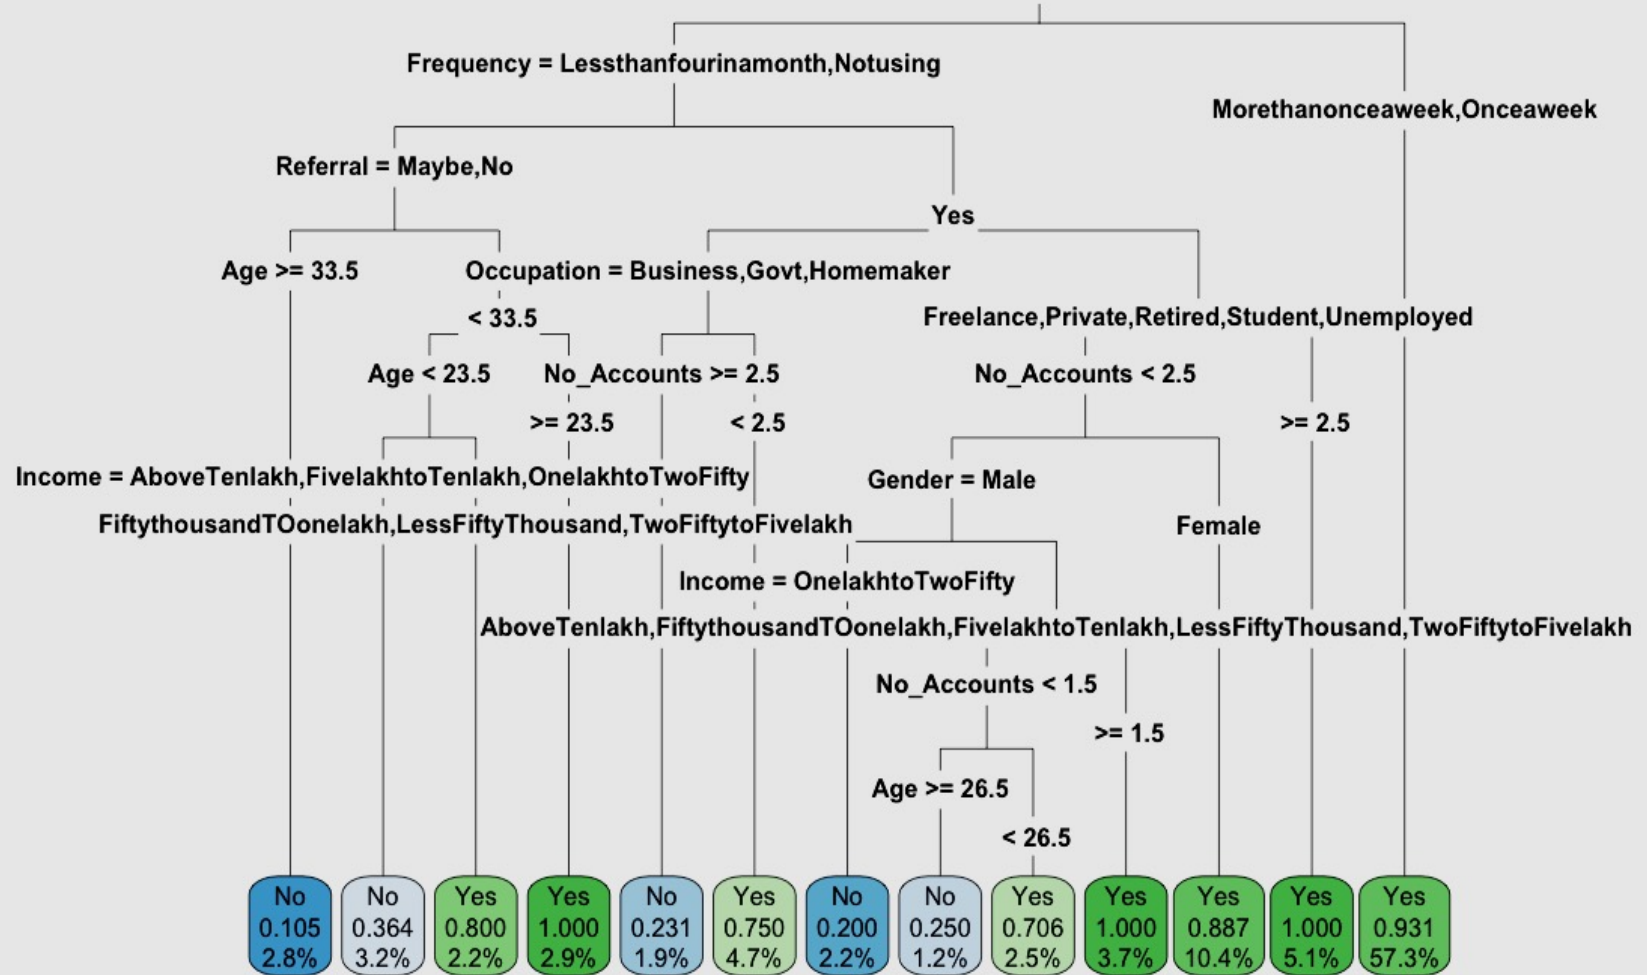 Frequency = Lessthanfourinamonth,Notusing
Morethanonceaweek,Onceaweek
Referral = Maybe,No
Yes
Age >= 33.5
Occupation = Business,Govt,Homemaker
< 33.5
Freelance,Private,Retired,Student,Unemployed
Age < 23.5
No_Accounts >= 2.5
No_Accounts < 2.5
>= 23.5
< 2.5
>= 2.5
Income = AboveTenlakh,FivelakhtoTenlakh,OnelakhtoTwoFifty
Gender = Male
FiftythousandTOonelakh,LessFiftyThousand,TwoFiftytoFivelakh
Female
Income = OnelakhtoTwoFifty
AboveTenlakh,FiftythousandTOonelakh,FivelakhtoTenlakh,LessFiftyThousand,TwoFiftytoFivelakh
No_Accounts < 1.5
>= 1.5
Age >= 26.5
< 26.5
No No Yes Yes No Yes No No Yes Yes Yes Yes Yes
0.105 0.364 0.800 1.000 0.231 0.750 0.200 0.250 0.706 1.000 0.887 1.000 0.931
2.8% 3.2% 2.2% 2.9% 1.9% 4.7% 2.2% 1.2% 2.5% 3.7% 10.4% 5.1% 57.3%